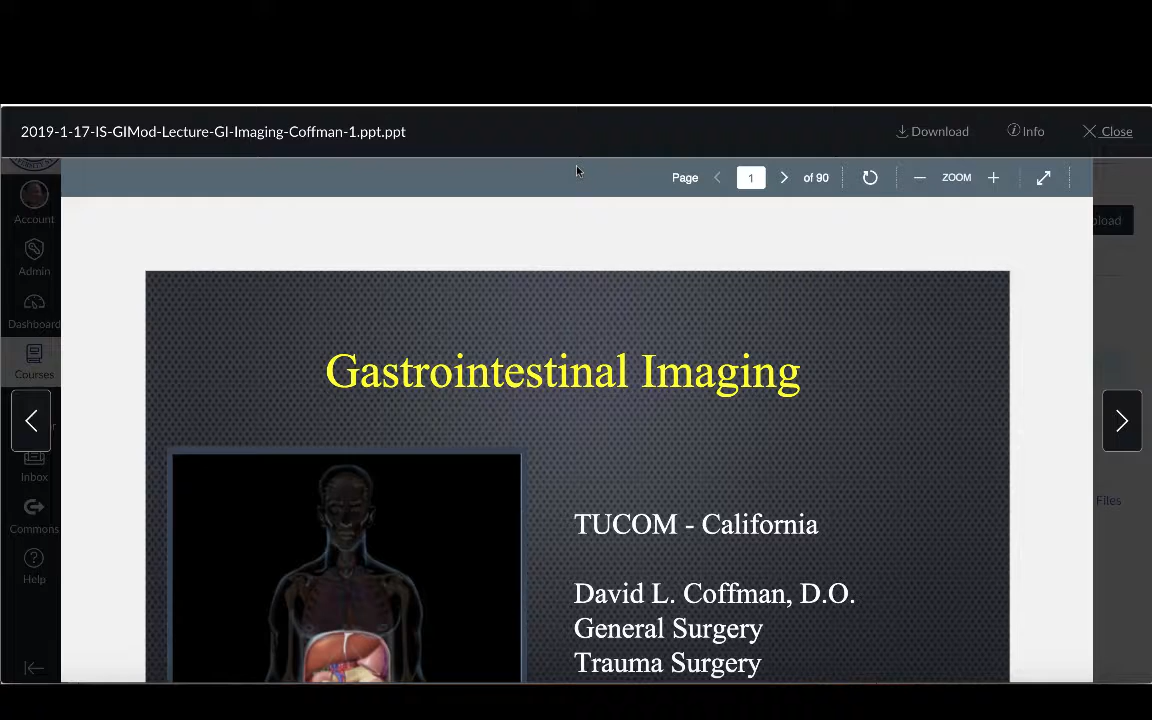 2019-1-17-IS-GIMod-Lecture-GI-Imaging-Coffman-1.ppt.ppt
Download
Info
Close
Page
1
of 90
ZOOM
Account
Admin
Dashboard
Courses
Inbox
Commons
Help
Files
Gastrointestinal Imaging
TUCOM - California
David L. Coffman, D.O.
General Surgery
Trauma Surgery